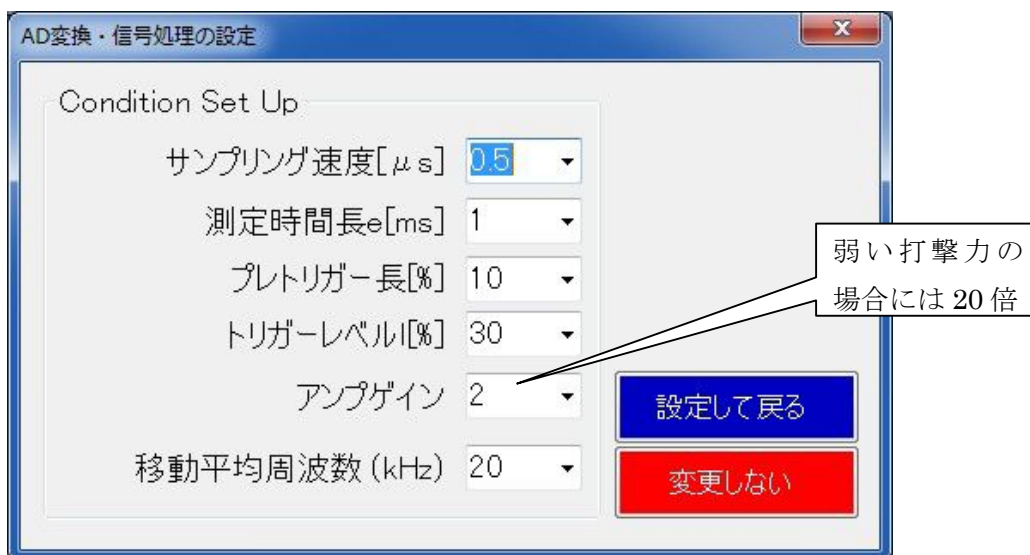 AD変換・信号処理の設定
x
Condition Set Up
サンプリング速度[μs] 0.5
測定時間長e[ms] 1
プレトリガー長[%] 10
トリガーレベルl[%] 30
アンプゲイン 2
移動平均周波数(kHz) 20
弱い打撃力の
場合には 20 倍
設定して戻る
変更しない